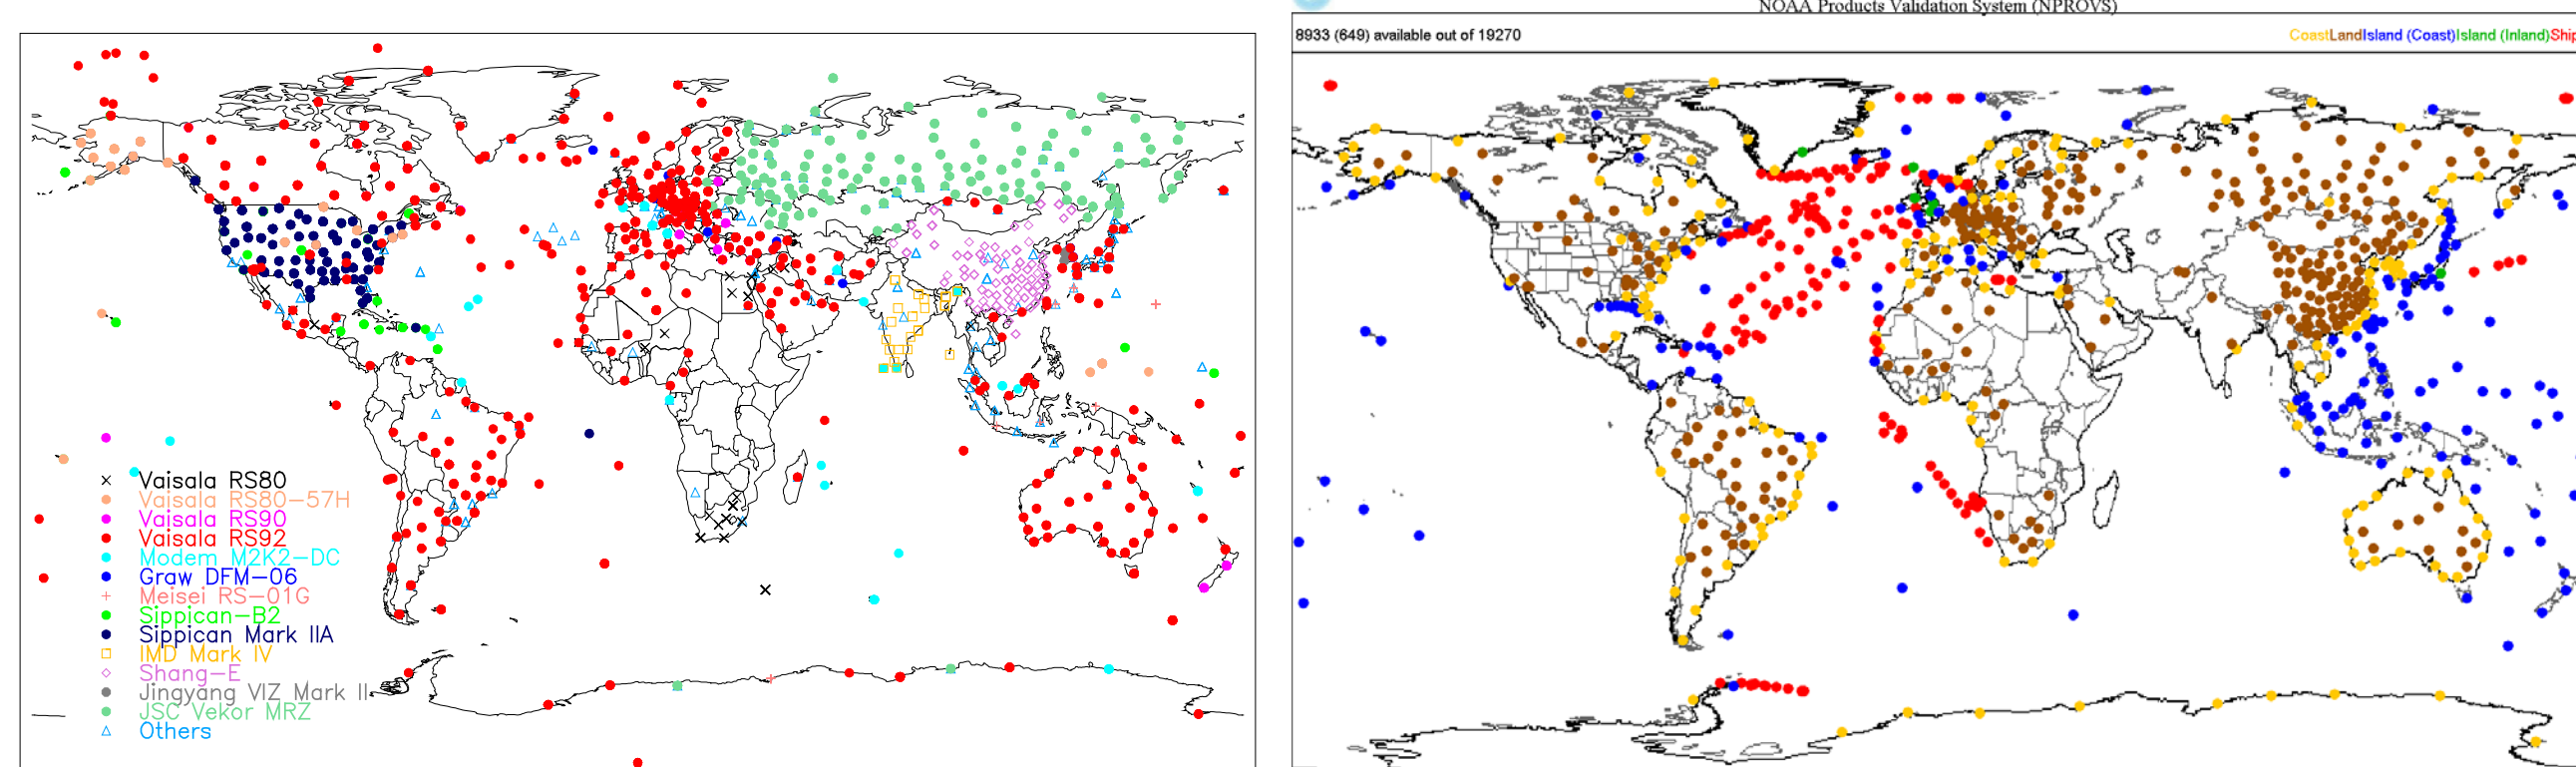 Vaisala RS80
Vaisala RS80-57H
Vaisala RS90
Vaisala RS92
Modem M2K2-DC
Graw DFM-06
Meisei RS-01G
Sippican-B2
Sippican Mark IIA
IMD Mark IV
Shang-E
Jingyang VIZ Mark II
JSC Vekor MRZ
Others
NOAA Products Validation System (NPROVS)
8933 (649) available out of 19270
CoastLandIsland (Coast)Island (Inland)Ship